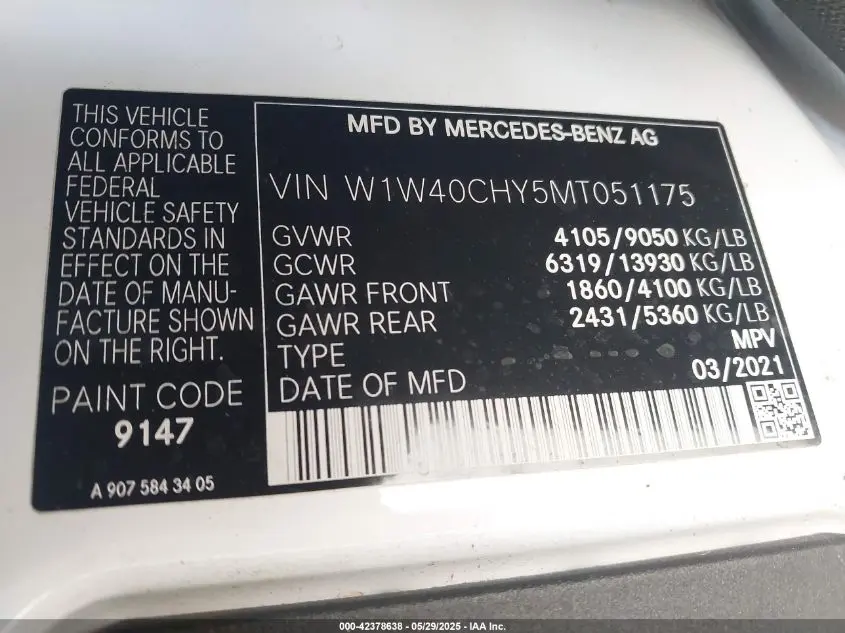 THIS VEHICLE
CONFORMS TO
ALL APPLICABLE
FEDERAL
VEHICLE SAFETY
STANDARDS IN
EFFECT ON THE
DATE OF MANU-
FACTURE SHOWN
ON THE RIGHT.
PAINT CODE
9147
A 907 584 34 05
MFD BY MERCEDES-BENZ AG
VIN W1W40CHY5MT051175
GVWR 4105/9050 KG/LB
GCWR 6319/13930 KG/LB
GAWR FRONT 1860/4100 KG/LB
GAWR REAR 2431/5360 KG/LB
TYPE MPV
DATE OF MFD 03/2021
000-42378638 - 05/29/2025 - IAA Inc.